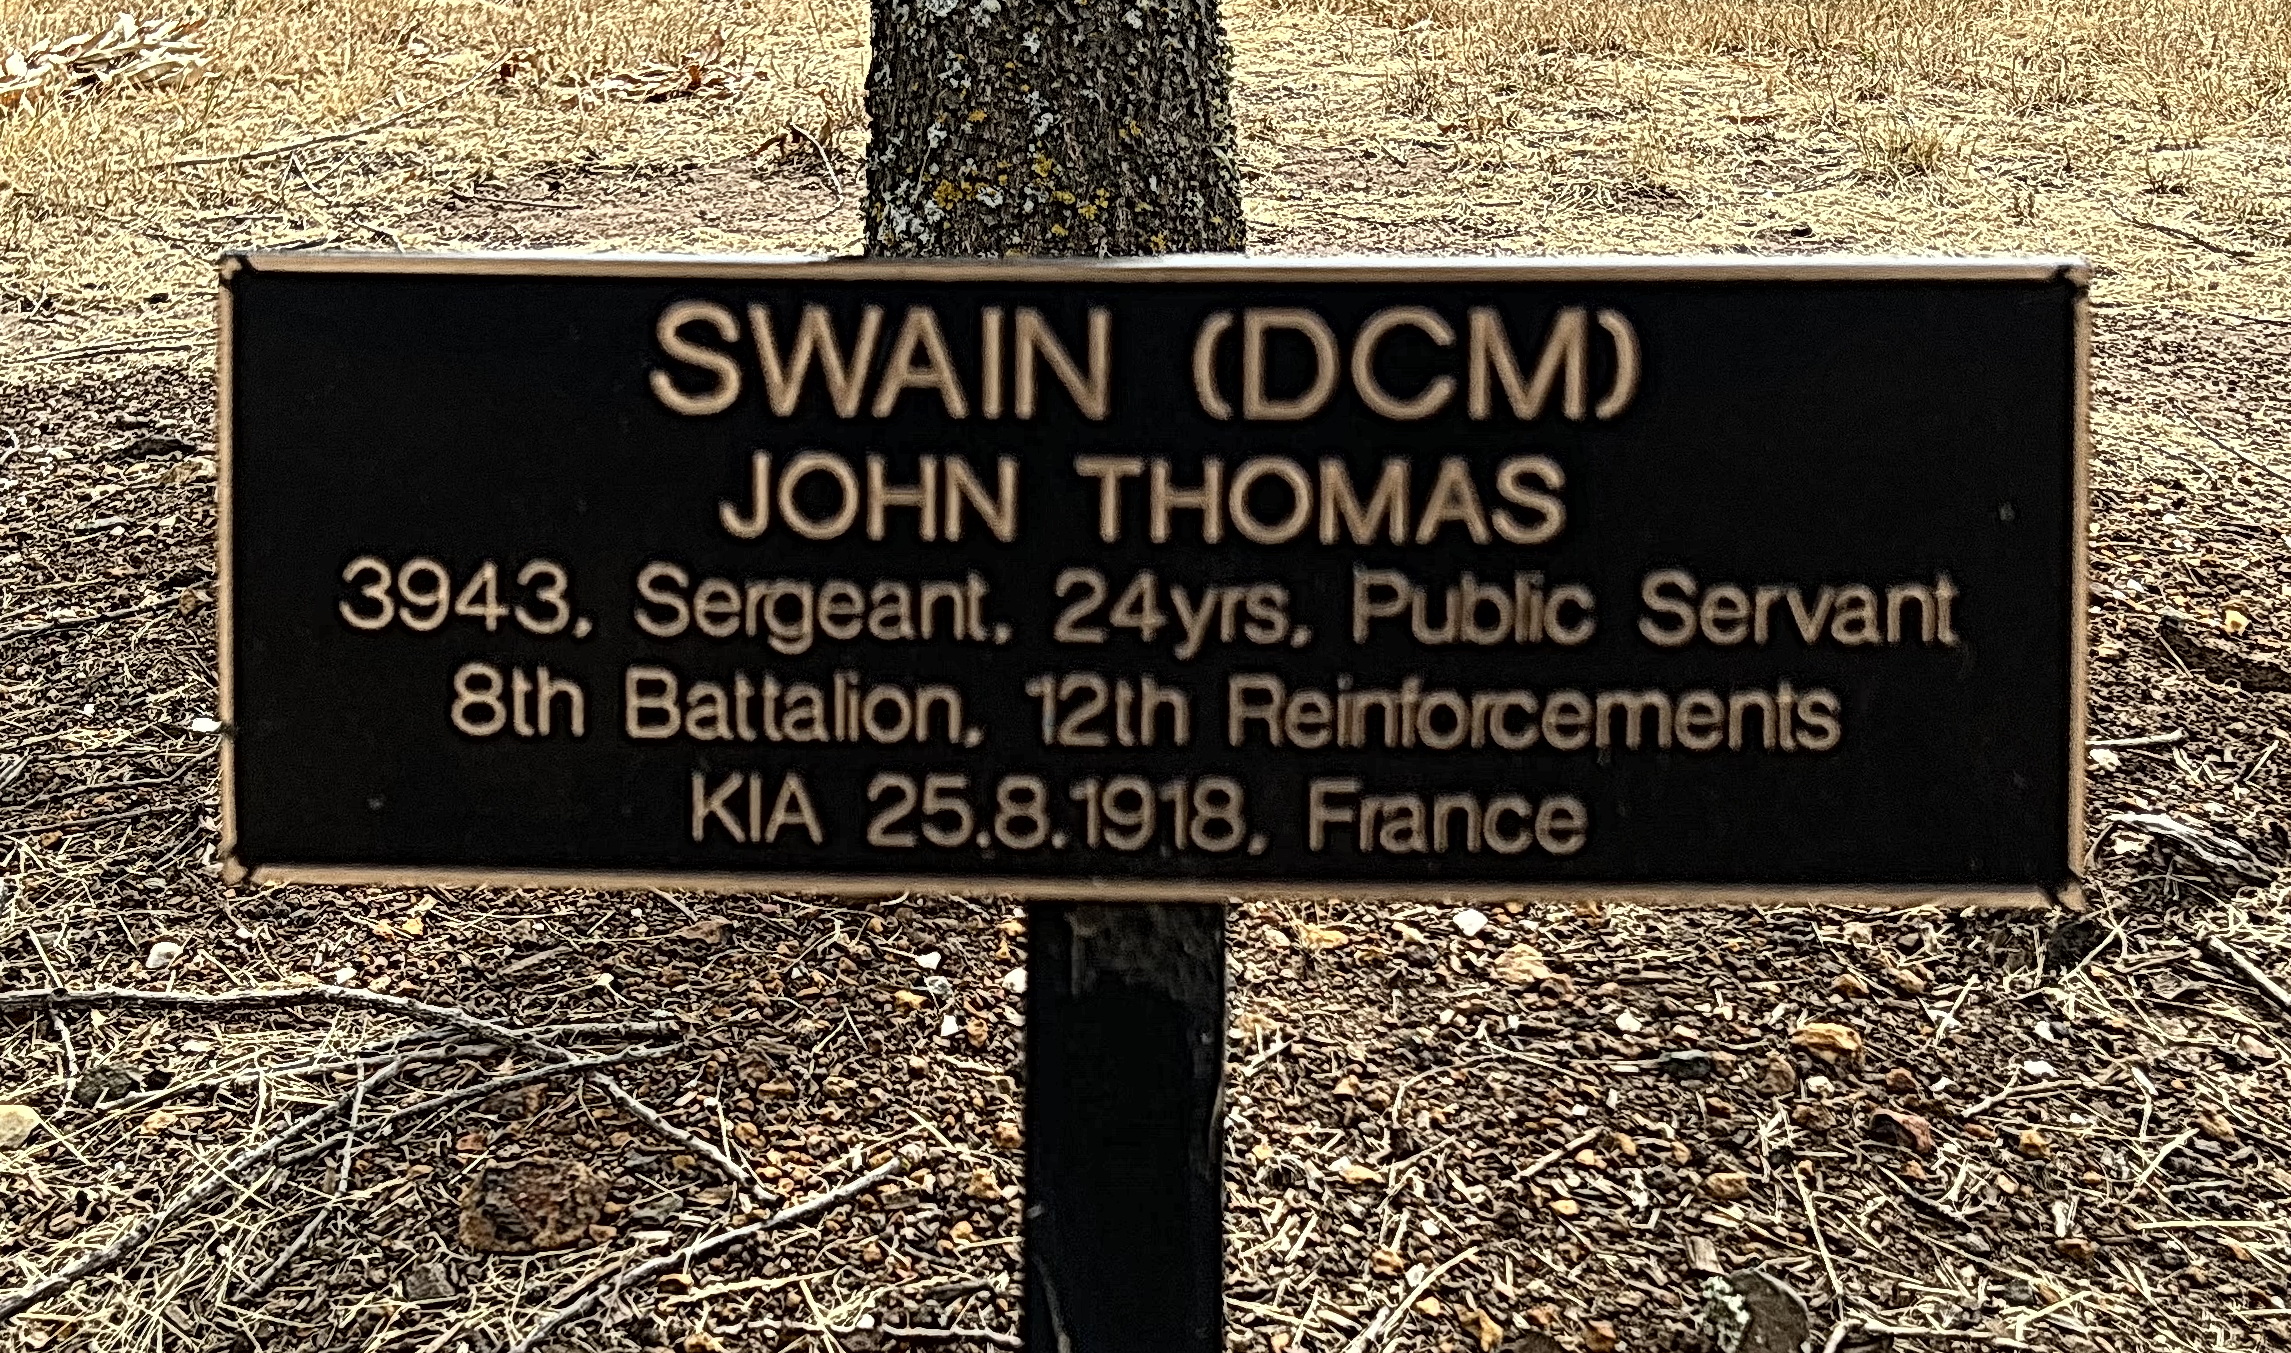 SWAIN (DCM)
JOHN THOMAS
3943, Sergeant, 24yrs, Public Servant
8th Battalion, 12th Reinforcements
KIA 25.8.1918, France